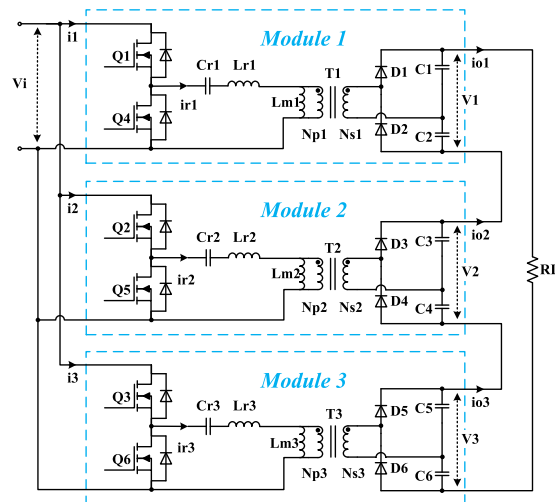 i1
Module 1
io1
Q1
Cr1
Lr1
T1
D1
C1
Vi
ir1
Lm1
V1
Q4
D2
C2
Np1
Ns1
i2
Module 2
io2
Q2
Cr2
Lr2
T2
D3
C3
ir2
Lm2
V2
RL
Q5
D4
C4
Np2
Ns2
i3
Module 3
io3
Q3
Cr3
Lr3
T3
D5
C5
ir3
Lm3
V3
Q6
D6
C6
Np3
Ns3